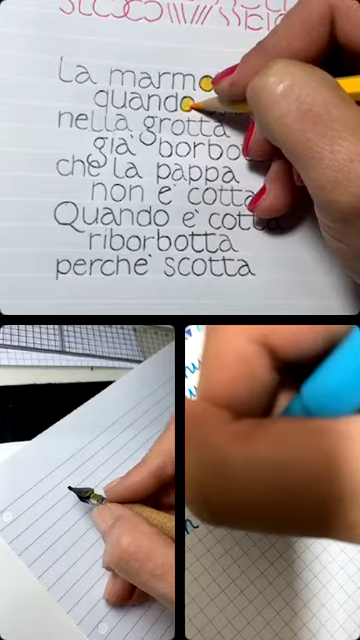 La marmo
quando
nella grotta
già borbo
che la pappa
non è cotta
Quando è cotta
riborbotta
perchè scotta